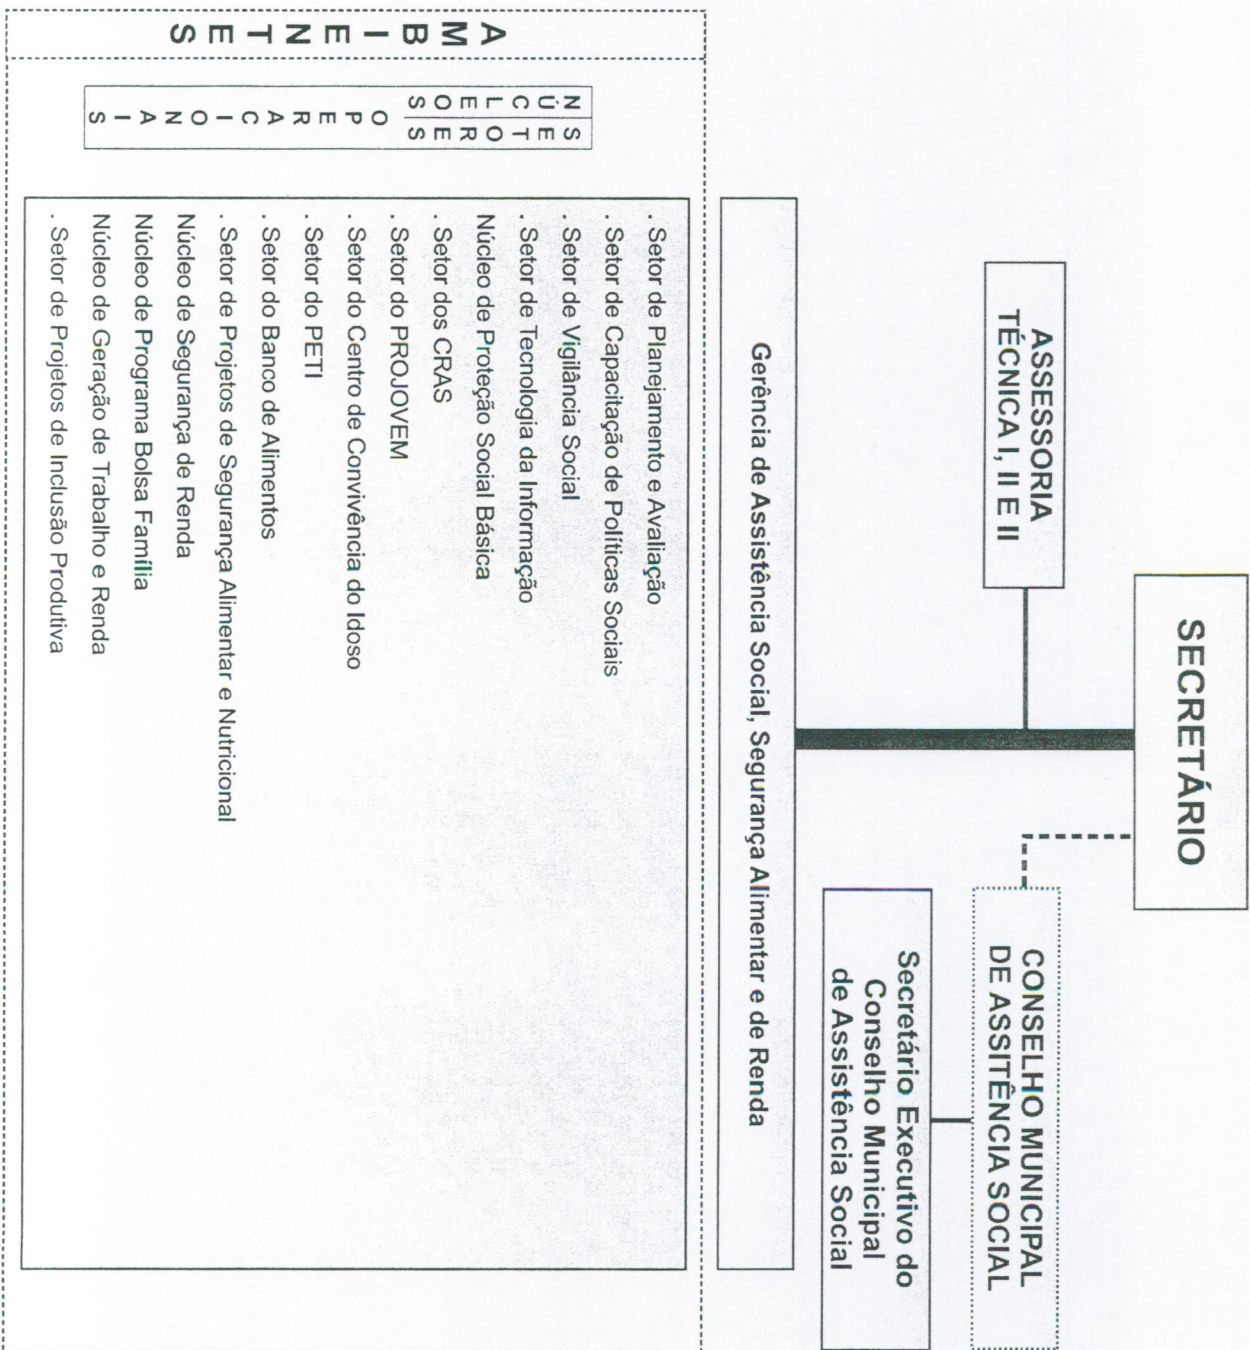 SECRETÁRIO
ASSESSORIA
TÉCNICA I, II E II
CONSELHO MUNICIPAL
DE ASSITÊNCIA SOCIAL
Secretário Executivo do
Conselho Municipal
de Assistência Social
Gerência de Assistência Social, Segurança Alimentar e de Renda
AMBIENTES
NÚCLEOS
SETORES
OPERACIONAIS
. Setor de Planejamento e Avaliação
. Setor de Capacitação de Políticas Sociais
. Setor de Vigilância Social
. Setor de Tecnologia da Informação
Núcleo de Proteção Social Básica
. Setor dos CRAS
. Setor do PROJOVEM
. Setor do Centro de Convivência do Idoso
. Setor do PETI
. Setor do Banco de Alimentos
. Setor de Projetos de Segurança Alimentar e Nutricional
Núcleo de Segurança de Renda
Núcleo de Programa Bolsa Família
Núcleo de Geração de Trabalho e Renda
. Setor de Projetos de Inclusão Produtiva